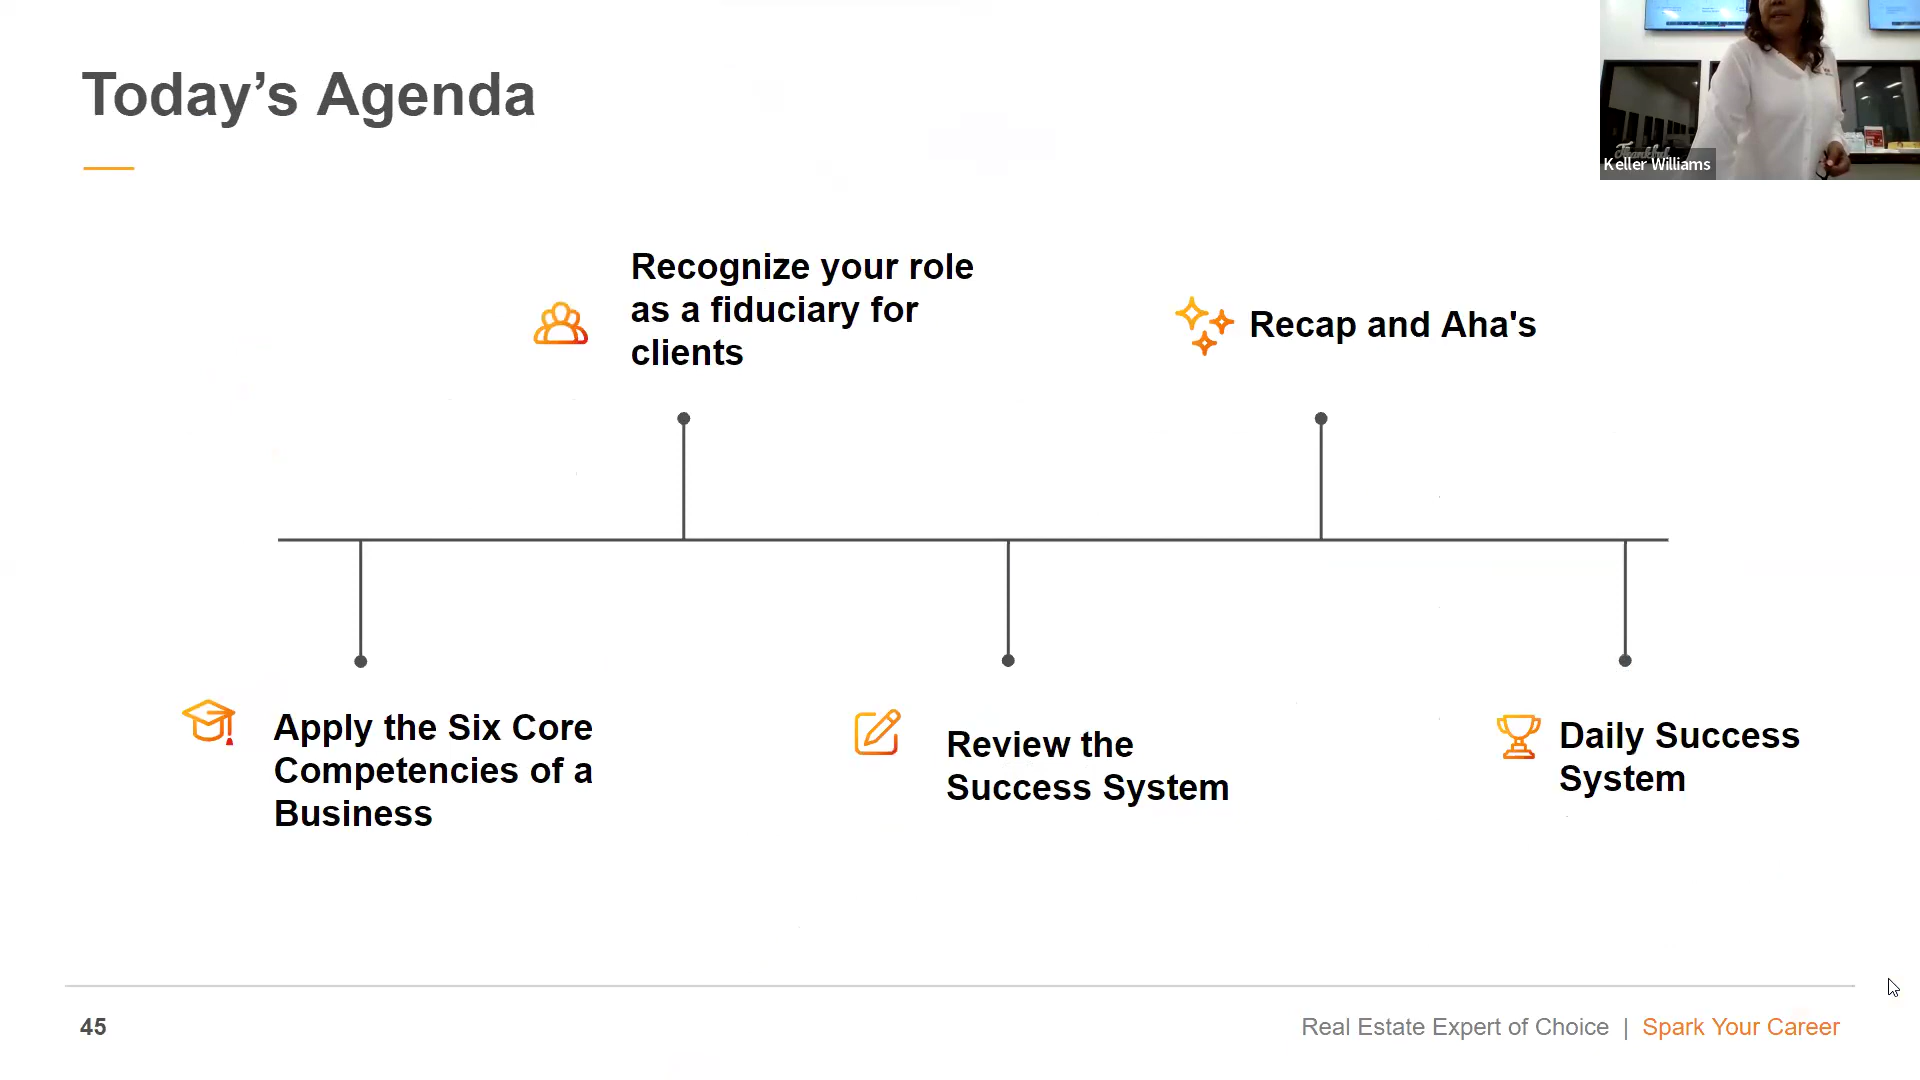 Today’s Agenda
Keller Williams
Thankful
Recognize your role
as a fiduciary for
clients
Recap and Aha's
Apply the Six Core
Competencies of a
Business
Review the
Success System
Daily Success
System
45
Real Estate Expert of Choice | Spark Your Career